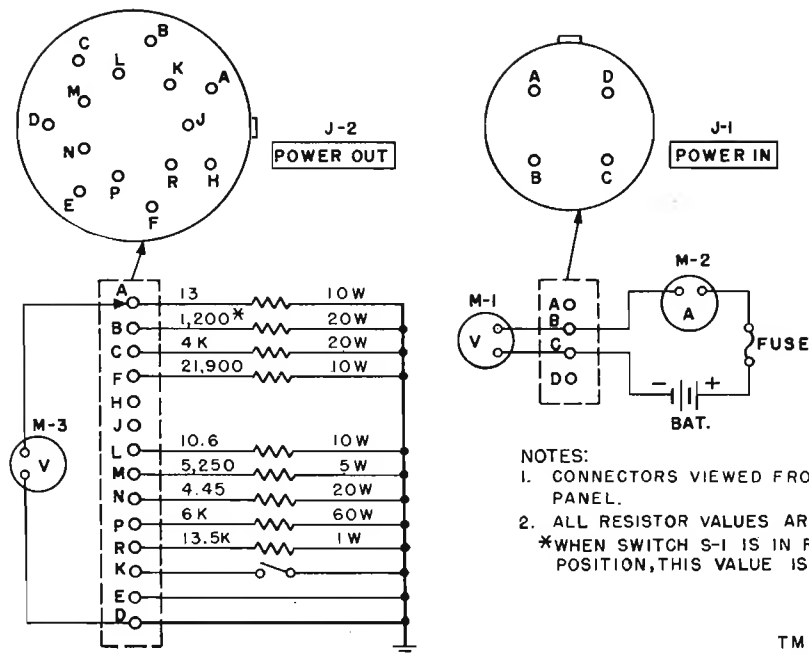 C
B
L
K
A
M
D
J
N
P
R
H
E
F
J-2
POWER OUT
A
D
B
C
J-1
POWER IN
A 13 10W
B 1,200* 20W
C 4K 20W
F 21,900 10W
H
J
L 10.6 10W
M 5,250 5W
N 4.45 20W
P 6K 60W
R 13.5K 1W
K
E
D
M-3
V
M-1
V
A
B
C
D
M-2
A
FUSE
- +
BAT.
NOTES:
1. CONNECTORS VIEWED FRO
PANEL.
2. ALL RESISTOR VALUES AR
*WHEN SWITCH S-1 IS IN
POSITION, THIS VALUE IS
TM